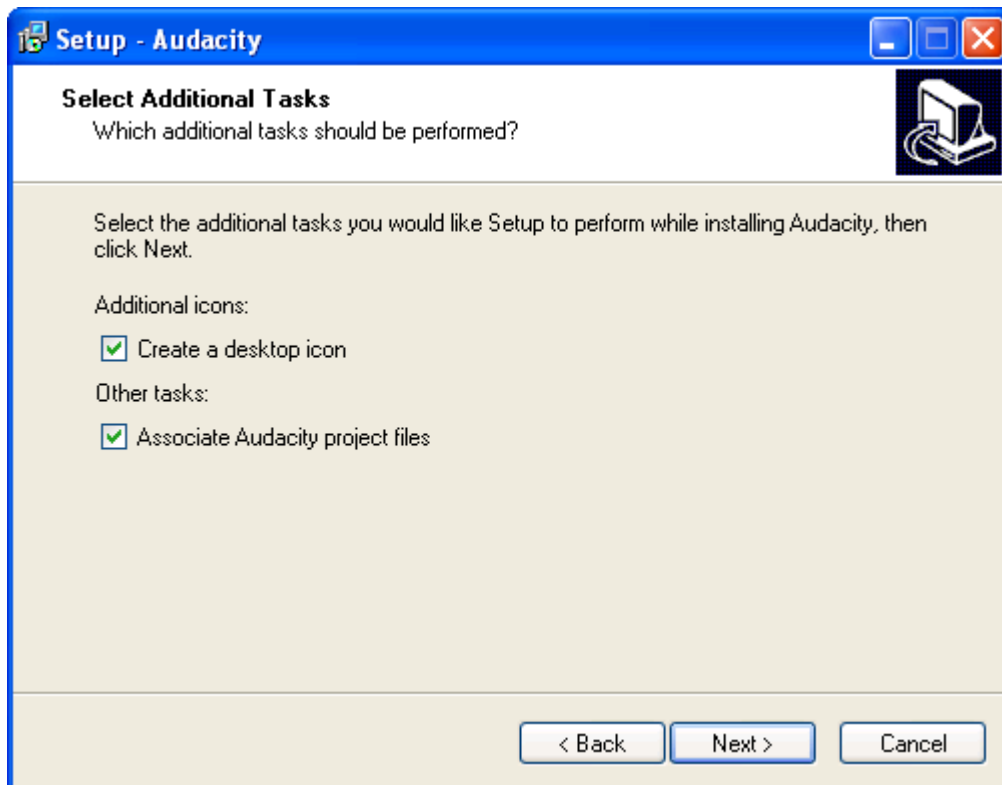 Setup - Audacity
Select Additional Tasks
Which additional tasks should be performed?
Select the additional tasks you would like Setup to perform while installing Audacity, then
click Next.
Additional icons:
Create a desktop icon
Other tasks:
Associate Audacity project files
< Back
Next >
Cancel